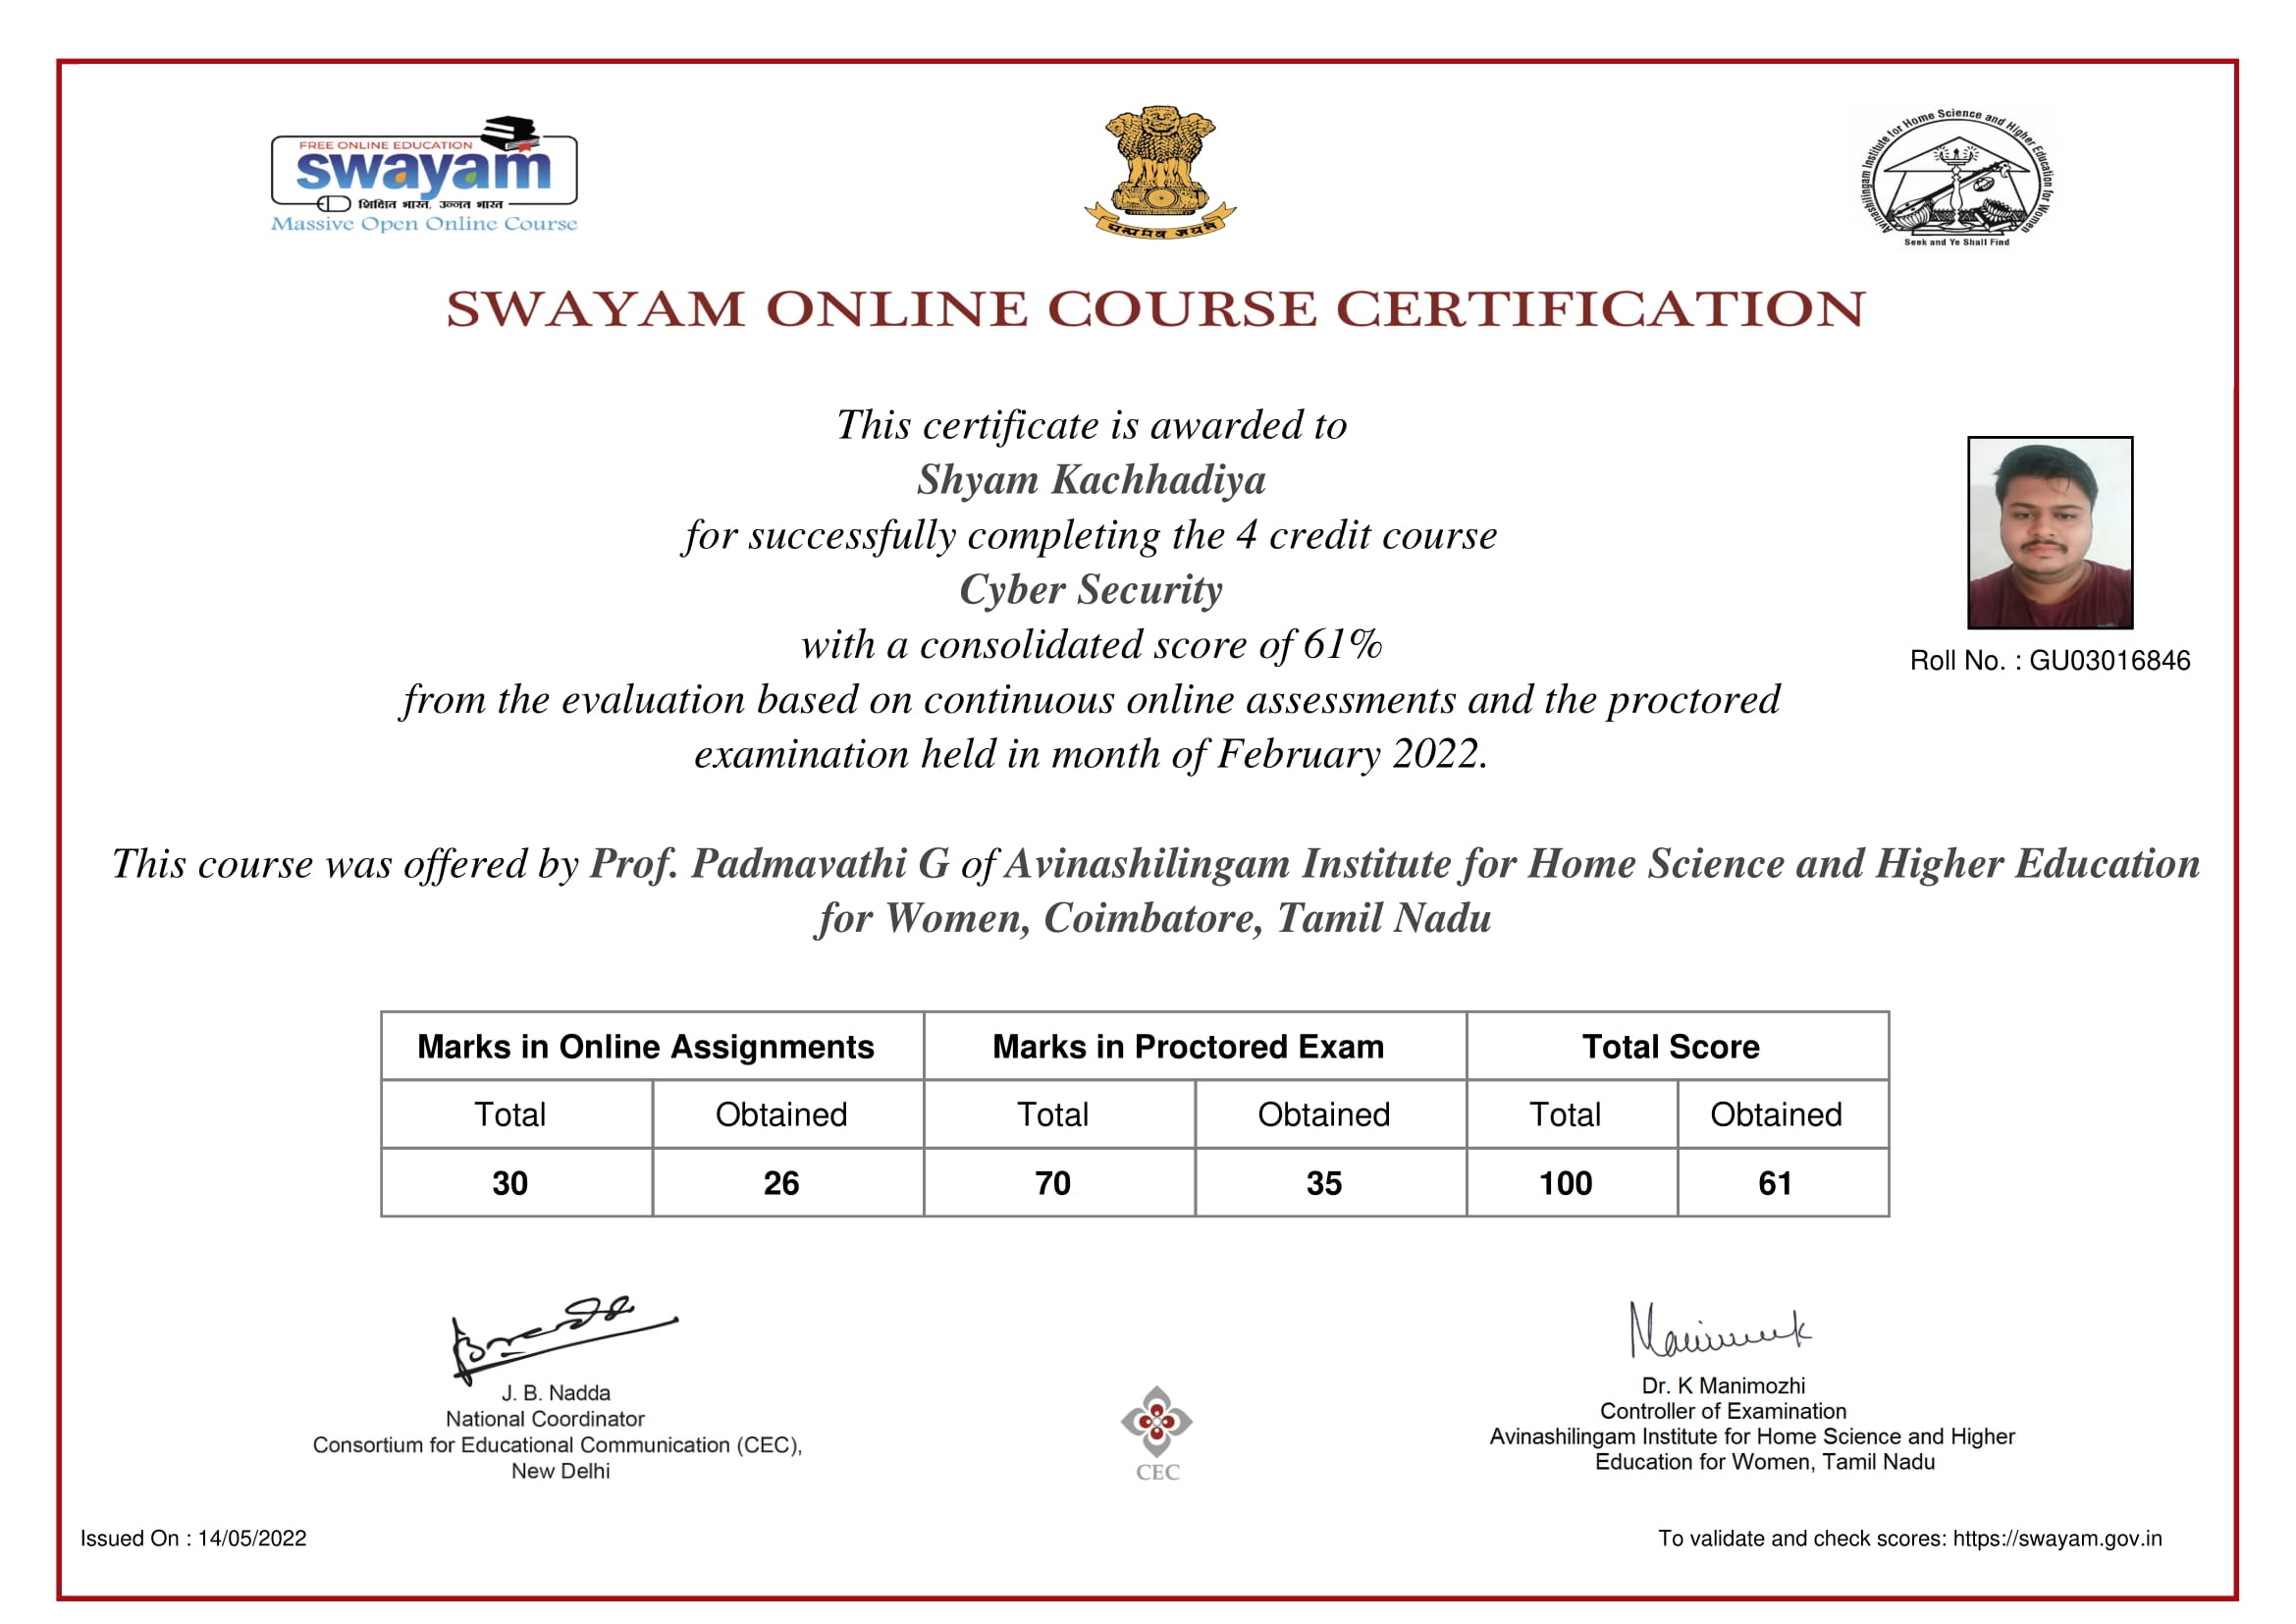 FREE ONLINE EDUCATION
swayam
शिक्षित भारत, उन्नत भारत
Massive Open Online Course
सत्यमेव जयते
Avinashilingam Institute for Home Science and Higher Education for Women
Seek and Ye Shall Find
SWAYAM ONLINE COURSE CERTIFICATION
This certificate is awarded to
Shyam Kachhadiya
for successfully completing the 4 credit course
Cyber Security
with a consolidated score of 61%
from the evaluation based on continuous online assessments and the proctored
examination held in month of February 2022.
Roll No. : GU03016846
This course was offered by Prof. Padmavathi G of Avinashilingam Institute for Home Science and Higher Education
for Women, Coimbatore, Tamil Nadu
Marks in Online Assignments Marks in Proctored Exam Total Score
Total Obtained Total Obtained Total Obtained
30 26 70 35 100 61
J. B. Nadda
National Coordinator
Consortium for Educational Communication (CEC),
New Delhi
CEC
Dr. K Manimozhi
Controller of Examination
Avinashilingam Institute for Home Science and Higher
Education for Women, Tamil Nadu
Issued On : 14/05/2022
To validate and check scores: https://swayam.gov.in